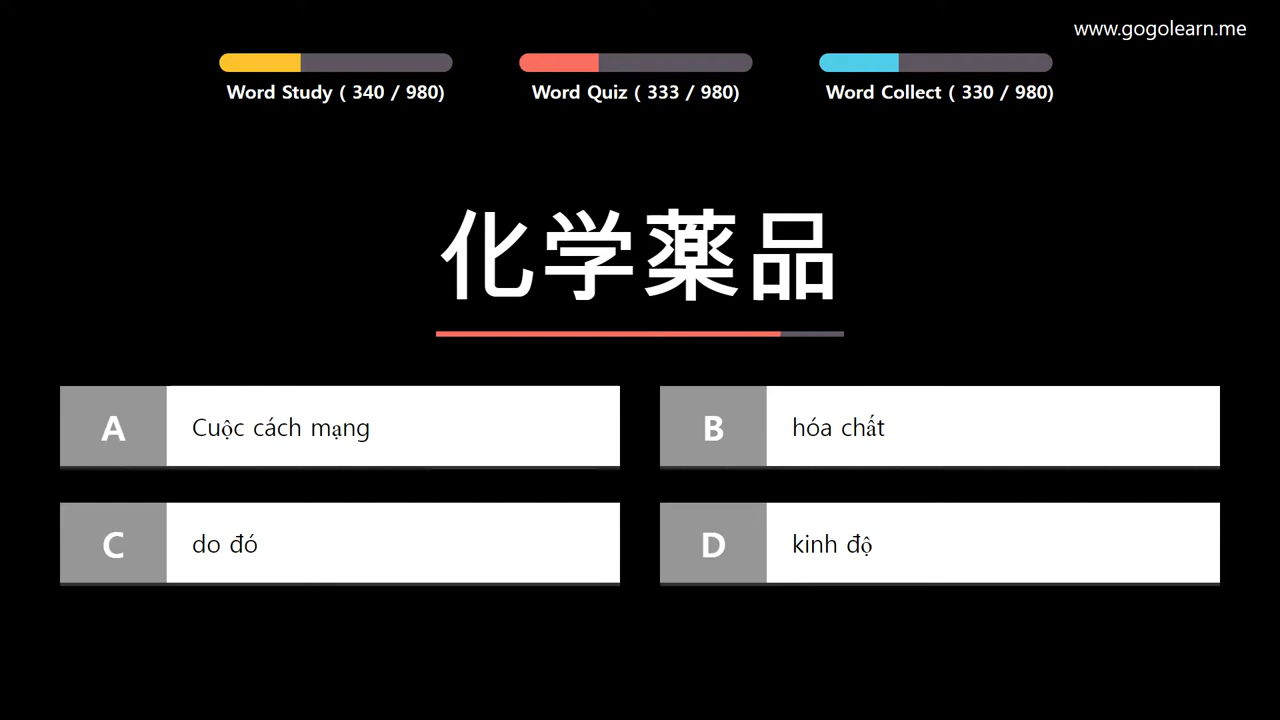 www.gogolearn.me
Word Study ( 340 / 980)
Word Quiz ( 333 / 980)
Word Collect ( 330 / 980)
化学薬品
A Cuộc cách mạng
B hóa chất
C do đó
D kinh độ